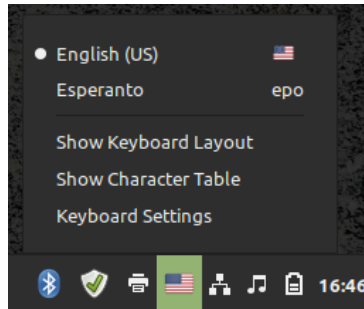 English (US)
Esperanto epo
Show Keyboard Layout
Show Character Table
Keyboard Settings
16:46